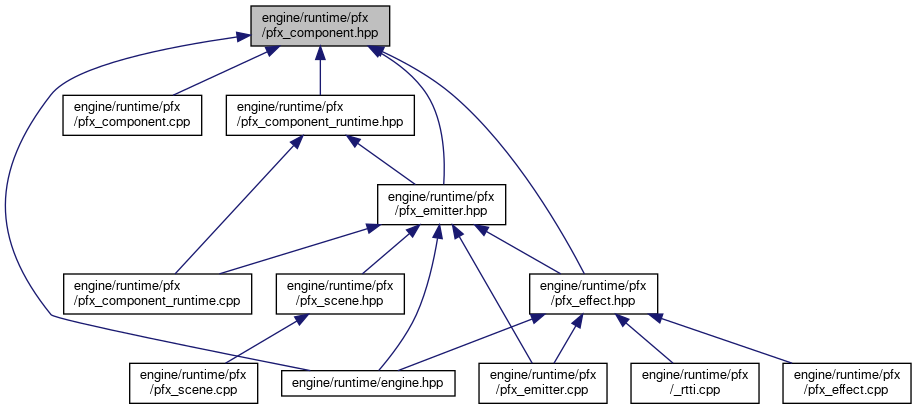 engine/runtime/pfx
/pfx_component.hpp
engine/runtime/pfx
/pfx_component.cpp
engine/runtime/pfx
/pfx_component_runtime.hpp
engine/runtime/pfx
/pfx_emitter.hpp
engine/runtime/pfx
/pfx_component_runtime.cpp
engine/runtime/pfx
/pfx_scene.hpp
engine/runtime/pfx
/pfx_effect.hpp
engine/runtime/pfx
/pfx_scene.cpp
engine/runtime/engine.hpp
engine/runtime/pfx
/pfx_emitter.cpp
engine/runtime/pfx
/_rtti.cpp
engine/runtime/pfx
/pfx_effect.cpp